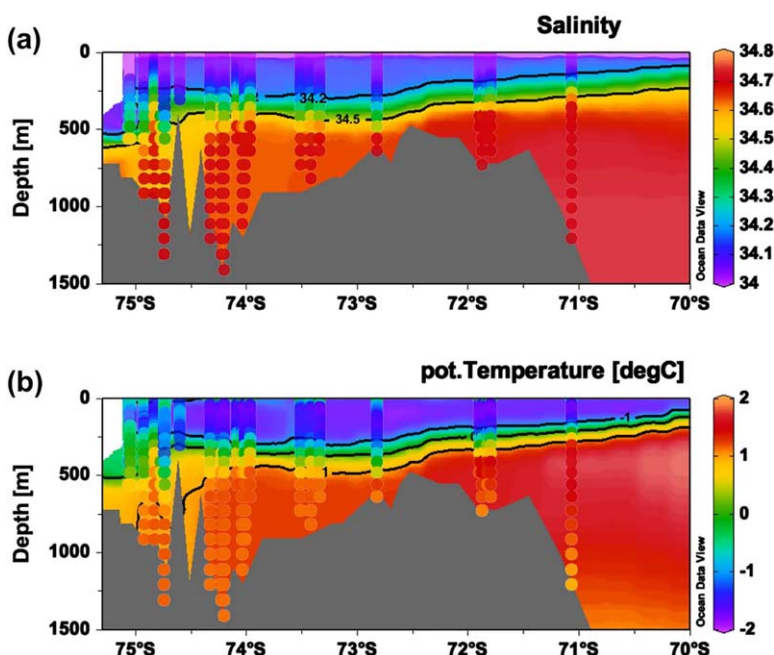 (a)
Salinity
0
500
1000
1500
Depth [m]
34.2
34.5
75°S
74°S
73°S
72°S
71°S
70°S
Ocean Data View
34.8
34.7
34.6
34.5
34.4
34.3
34.2
34.1
34
(b)
pot.Temperature [degC]
0
500
1000
1500
Depth [m]
-1
1
75°S
74°S
73°S
72°S
71°S
70°S
Ocean Data View
2
1
0
-1
-2